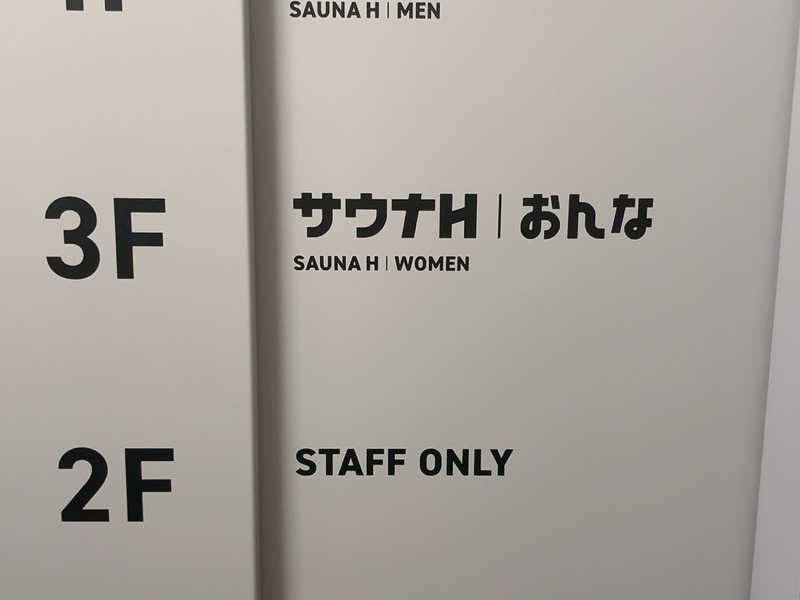 SAUNA H | MEN
3F
サウナH | おんな
SAUNA H | WOMEN
2F
STAFF ONLY